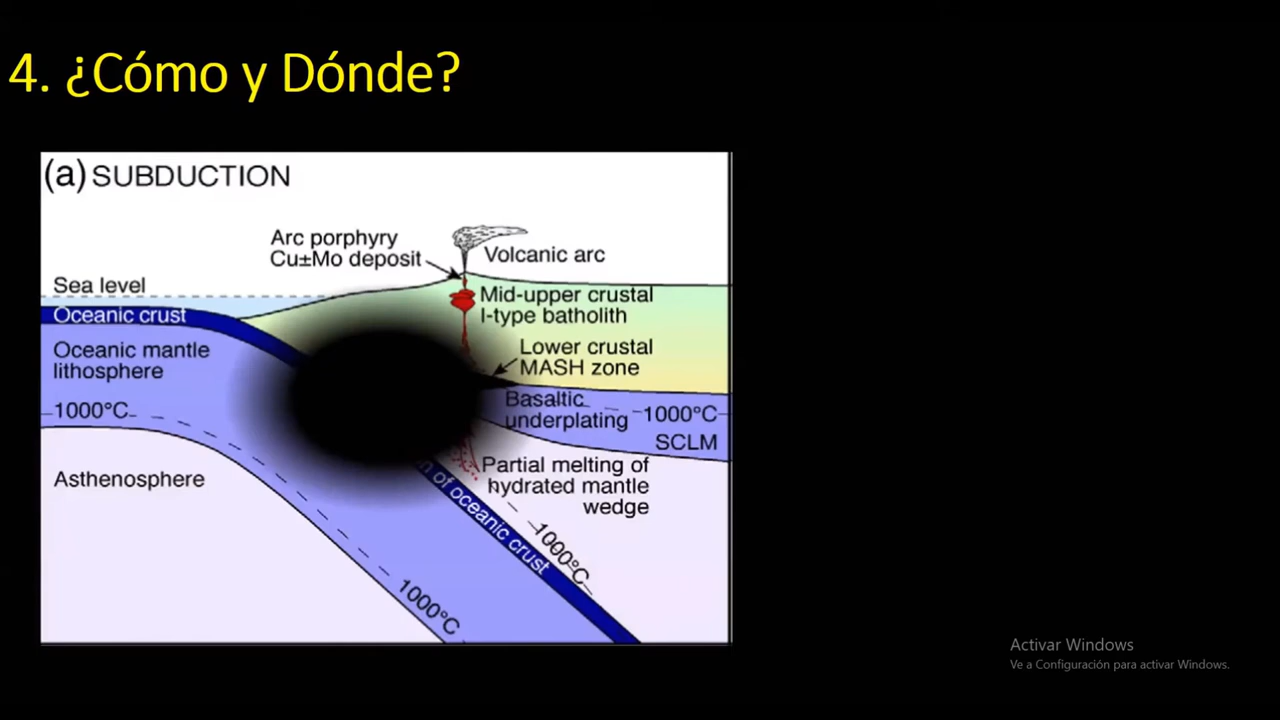 4. ¿Cómo y Dónde?
(a) SUBDUCTION
Arc porphyry
Cu±Mo deposit
Volcanic arc
Sea level
Mid-upper crustal
I-type batholith
Oceanic crust
Oceanic mantle
lithosphere
Lower crustal
MASH zone
Basaltic
underplating
1000°C
1000°C
SCLM
Asthenosphere
Partial melting of
hydrated mantle
wedge
of oceanic crust
1000°C
1000°C
Activar Windows
Ve a Configuración para activar Windows.